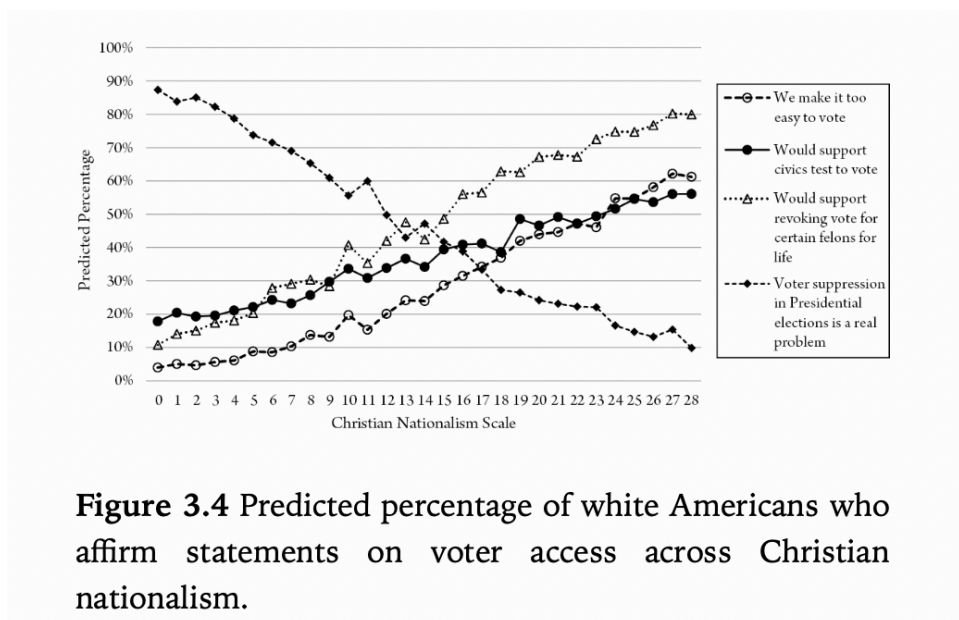 100%
90%
80%
70%
60%
50%
40%
30%
20%
10%
0%
Predicted Percentage
0 1 2 3 4 5 6 7 8 9 10 11 12 13 14 15 16 17 18 19 20 21 22 23 24 25 26 27 28
Christian Nationalism Scale
We make it too
easy to vote
Would support
civics test to vote
Would support
revoking vote for
certain felons for
life
Voter suppression
in Presidential
elections is a real
problem
Figure 3.4 Predicted percentage of white Americans who
affirm statements on voter access across Christian
nationalism.